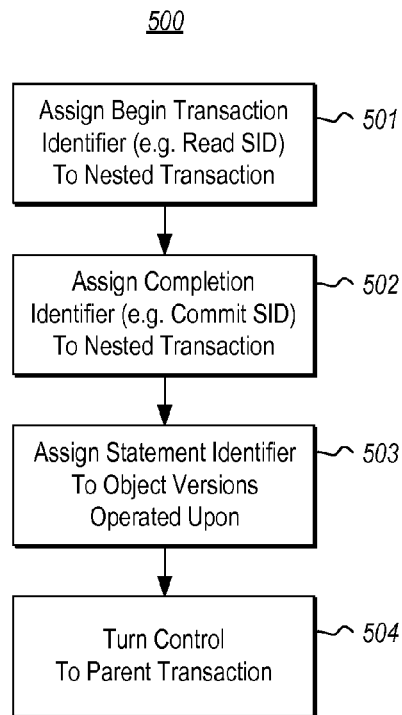 500
Assign Begin Transaction
Identifier (e.g. Read SID)
To Nested Transaction
501
Assign Completion
Identifier (e.g. Commit SID)
To Nested Transaction
502
Assign Statement Identifier
To Object Versions
Operated Upon
503
Turn Control
To Parent Transaction
504